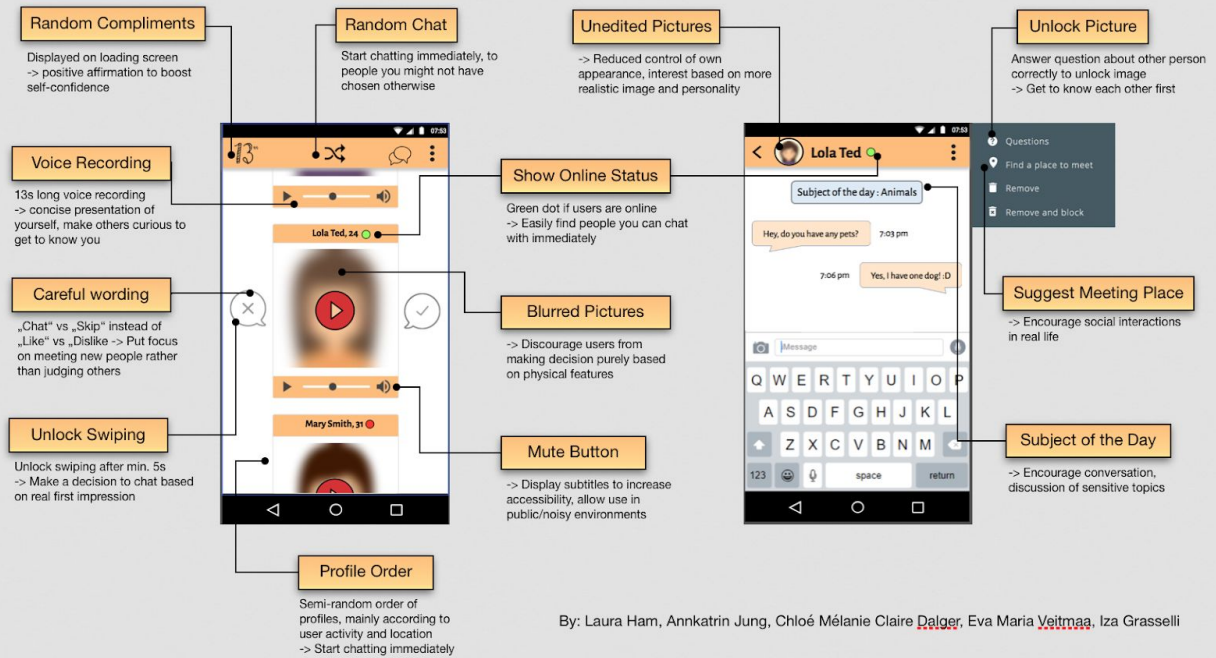 Random Compliments
Displayed on loading screen
-> positive affirmation to boost
self-confidence
Random Chat
Start chatting immediately, to
people you might not have
chosen otherwise
Unedited Pictures
-> Reduced control of own
appearance, interest based on more
realistic image and personality
Unlock Picture
Answer question about other person
correctly to unlock image
-> Get to know each other first
Voice Recording
13s long voice recording
-> concise presentation of
yourself, make others curious to
get to know you
Careful wording
„Chat“ vs „Skip“ instead of
„Like“ vs „Dislike -> Put focus
on meeting new people rather
than judging others
Unlock Swiping
Unlock swiping after min. 5s
-> Make a decision to chat based
on real first impression
07:53
13
Lola Ted, 24
Mary Smith, 31
Show Online Status
Green dot if users are online
-> Easily find people you can chat
with immediately
Blurred Pictures
-> Discourage users from
making decision purely based
on physical features
Mute Button
-> Display subtitles to increase
accessibility, allow use in
public/noisy environments
Profile Order
Semi-random order of
profiles, mainly according to
user activity and location
-> Start chatting immediately
07:53
Lola Ted
Subject of the day : Animals
Hey, do you have any pets?
7:03 pm
7:06 pm
Yes, I have one dog! :D
iMessage
Q W E R T Y U I O P
A S D F G H J K L
Z X C V B N M
123
space
return
Questions
Find a place to meet
Remove
Remove and block
Suggest Meeting Place
-> Encourage social interactions
in real life
Subject of the Day
-> Encourage conversation,
discussion of sensitive topics
By: Laura Ham, Annkatrin Jung, Chloé Mélanie Claire Dalger, Eva Maria Veitmaa, Iza Grasselli